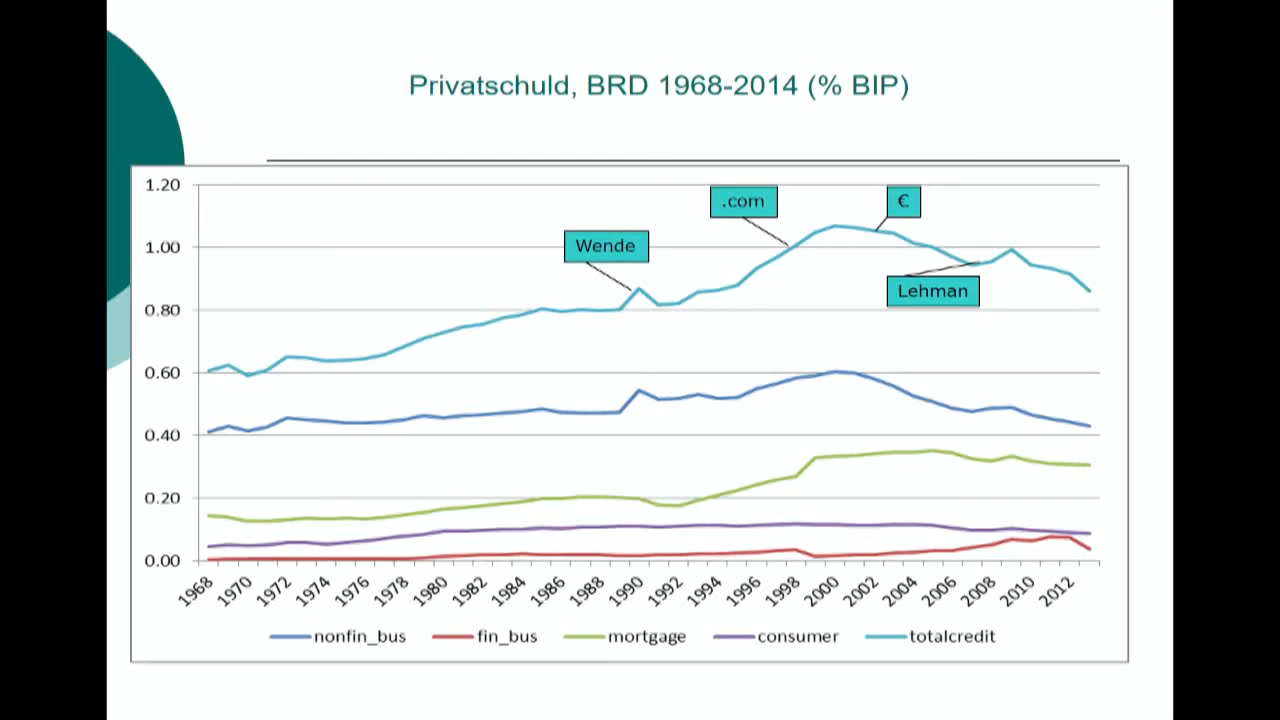 Privatschuld, BRD 1968-2014 (% BIP)
1.20
1.00
0.80
0.60
0.40
0.20
0.00
.com
€
Wende
Lehman
1968 1970 1972 1974 1976 1978 1980 1982 1984 1986 1988 1990 1992 1994 1996 1998 2000 2002 2004 2006 2008 2010 2012
nonfin_bus fin_bus mortgage consumer totalcredit